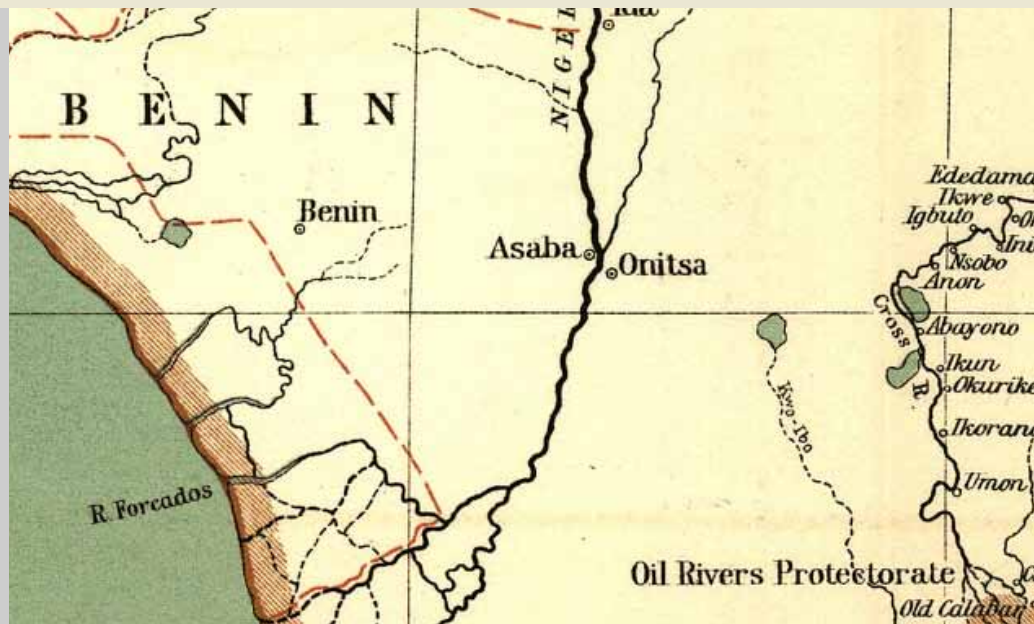 NIGE
BENIN
Benin
Asaba
Onitsa
Ededama
Ikwe
Igbuto
Nsobo
Anon
Cross R
Abayono
Ikun
Okurike
Ikorana
Kwo-Ibo
R. Forcados
Umon
Oil Rivers Protectorate
Old Calabar